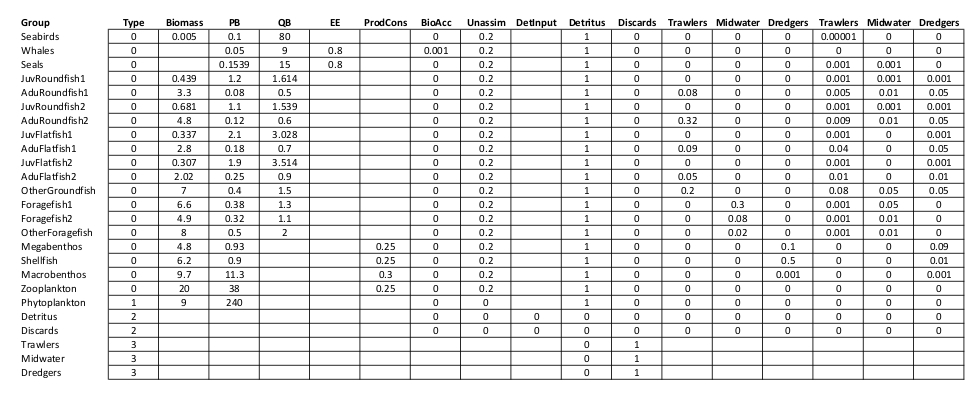 Group Type Biomass PB QB EE ProdCons BioAcc Unassim DetInput Detritus Discards Trawlers Midwater Dredgers Trawlers Midwater Dredgers
Seabirds 0 0.005 0.1 80 0 0.2 1 0 0 0 0 0.00001 0 0
Whales 0 0.05 9 0.8 0.001 0.2 1 0 0 0 0 0 0 0
Seals 0 0.1539 15 0.8 0 0.2 1 0 0 0 0 0.001 0.001 0
JuvRoundfish1 0 0.439 1.2 1.614 0 0.2 1 0 0 0 0 0.001 0.001 0.001
AduRoundfish1 0 3.3 0.08 0.5 0 0.2 1 0 0.08 0 0 0.005 0.01 0.05
JuvRoundfish2 0 0.681 1.1 1.539 0 0.2 1 0 0 0 0 0.001 0.001 0.001
AduRoundfish2 0 4.8 0.12 0.6 0 0.2 1 0 0.32 0 0 0.009 0.01 0.05
JuvFlatfish1 0 0.337 2.1 3.028 0 0.2 1 0 0 0 0 0.001 0 0.001
AduFlatfish1 0 2.8 0.18 0.7 0 0.2 1 0 0.09 0 0 0.04 0 0.05
JuvFlatfish2 0 0.307 1.9 3.514 0 0.2 1 0 0 0 0 0.001 0 0.001
AduFlatfish2 0 2.02 0.25 0.9 0 0.2 1 0 0.05 0 0 0.01 0 0.01
OtherGroundfish 0 7 0.4 1.5 0 0.2 1 0 0.2 0 0 0.08 0.05 0.05
Foragefish1 0 6.6 0.38 1.3 0 0.2 1 0 0 0.3 0 0.001 0.05 0
Foragefish2 0 4.9 0.32 1.1 0 0.2 1 0 0 0.08 0 0.001 0.01 0
OtherForagefish 0 8 0.5 2 0 0.2 1 0 0 0.02 0 0.001 0.01 0
Megabenthos 0 4.8 0.93 0.25 0 0.2 1 0 0 0 0.1 0 0 0.09
Shellfish 0 6.2 0.9 0.25 0 0.2 1 0 0 0 0.5 0 0 0.01
Macrobenthos 0 9.7 11.3 0.3 0 0.2 1 0 0 0 0.001 0 0 0.001
Zooplankton 0 20 38 0.25 0 0.2 1 0 0 0 0 0 0 0
Phytoplankton 1 9 240 0 0 1 0 0 0 0 0 0 0
Detritus 2 0 0 0 0 0 0 0 0 0 0 0
Discards 2 0 0 0 0 0 0 0 0 0 0 0
Trawlers 3 0 1
Midwater 3 0 1
Dredgers 3 0 1